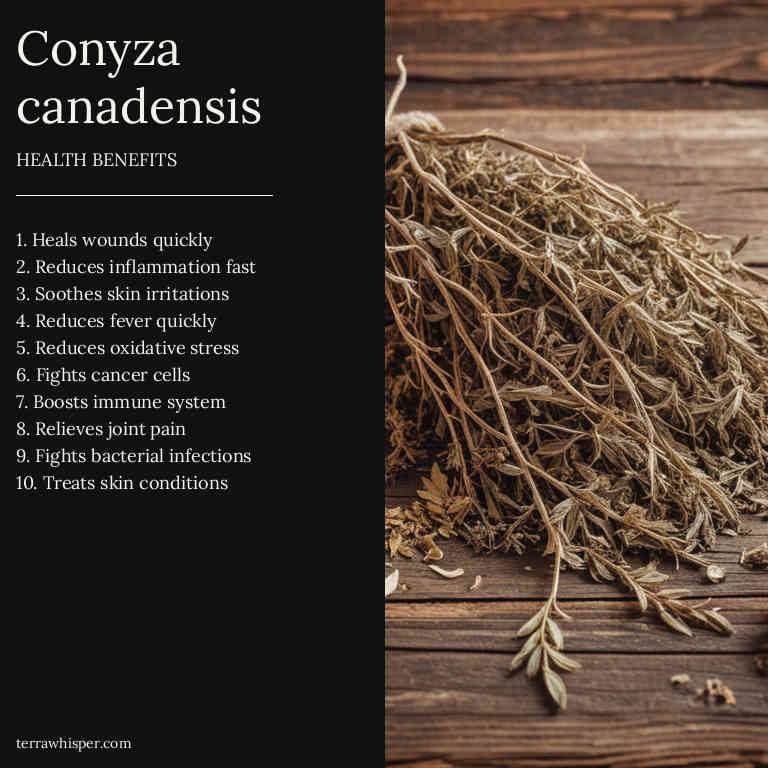 Conyza
canadensis
HEALTH BENEFITS
1. Heals wounds quickly
2. Reduces inflammation fast
3. Soothes skin irritations
4. Reduces fever quickly
5. Reduces oxidative stress
6. Fights cancer cells
7. Boosts immune system
8. Relieves joint pain
9. Fights bacterial infections
10. Treats skin conditions
terrawhisper.com